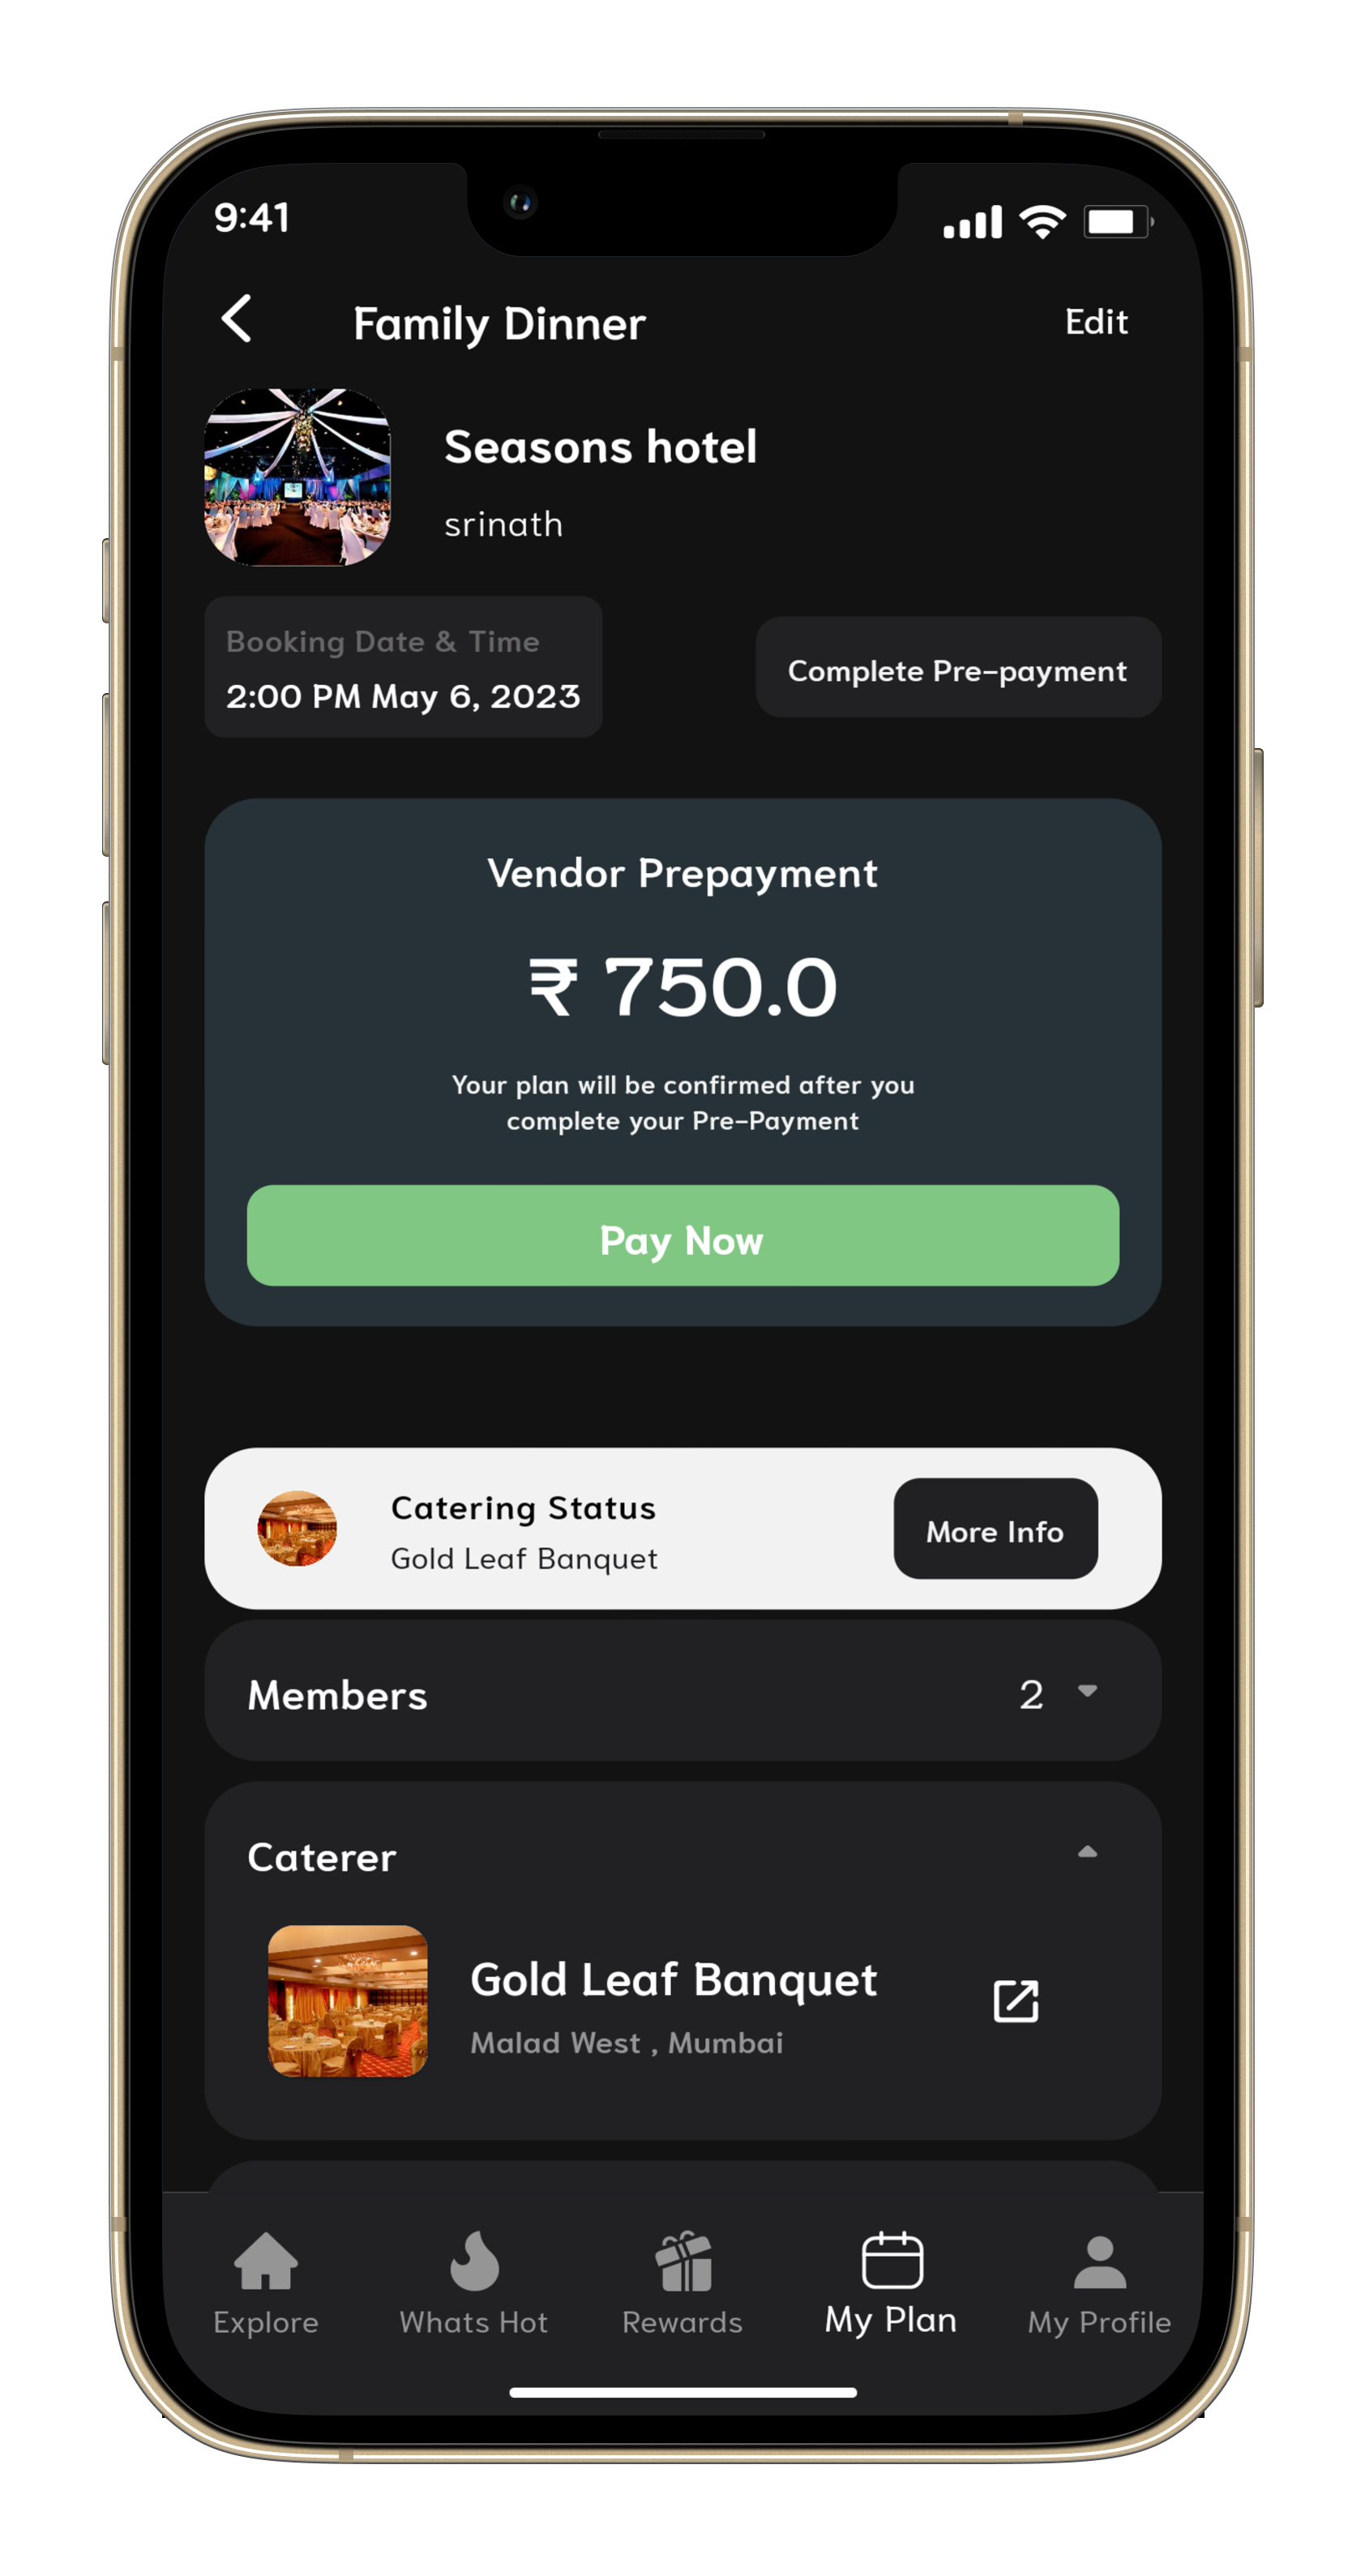 9:41
Family Dinner
Edit
Seasons hotel
srinath
Booking Date & Time
2:00 PM May 6, 2023
Complete Pre-payment
Vendor Prepayment
₹ 750.0
Your plan will be confirmed after you
complete your Pre-Payment
Pay Now
Catering Status
Gold Leaf Banquet
More Info
Members
2
Caterer
Gold Leaf Banquet
Malad West , Mumbai
Explore
Whats Hot
Rewards
My Plan
My Profile